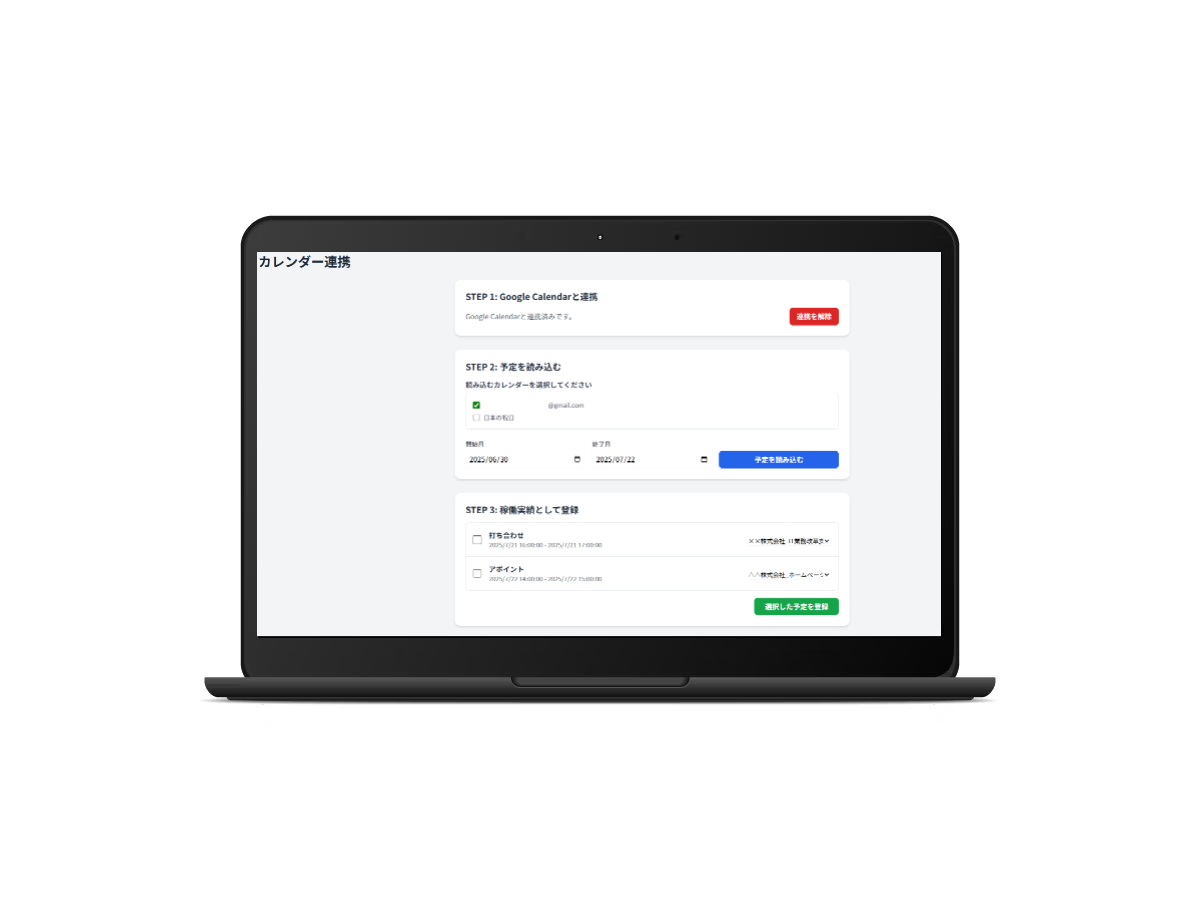 カレンダー連携
STEP 1: Google Calendarと連携
Google Calendarと連携済みです。
連携を解除
STEP 2: 予定を読み込む
読み込むカレンダーを選択してください
@gmail.com
日本の祝日
開始日 終了日
2025/06/30 2025/07/22 予定を読み込む
STEP 3: 稼働実績として登録
打ち合わせ
2025/7/21 16:00:00 - 2025/7/21 17:00:00
××株式会社_IT業務改革
アポイント
2025/7/22 14:00:00 - 2025/7/22 15:00:00
△△株式会社_ホームペー
選択した予定を登録